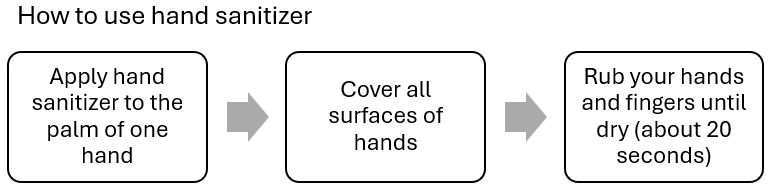 How to use hand sanitizer
Apply hand
sanitizer to the
palm of one
hand
Cover all
surfaces of
hands
Rub your hands
and fingers until
dry (about 20
seconds)